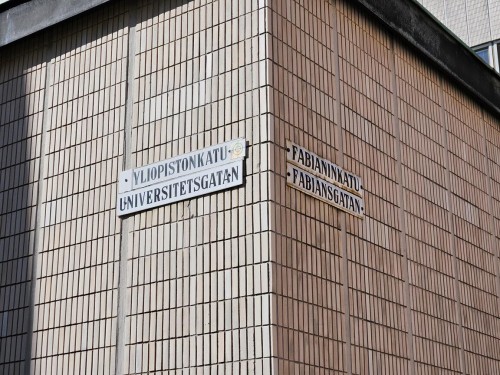 YLIOPISTONKATU
UNIVERSITETSGATAN
FABIANINKATU
FABIANSGATAN